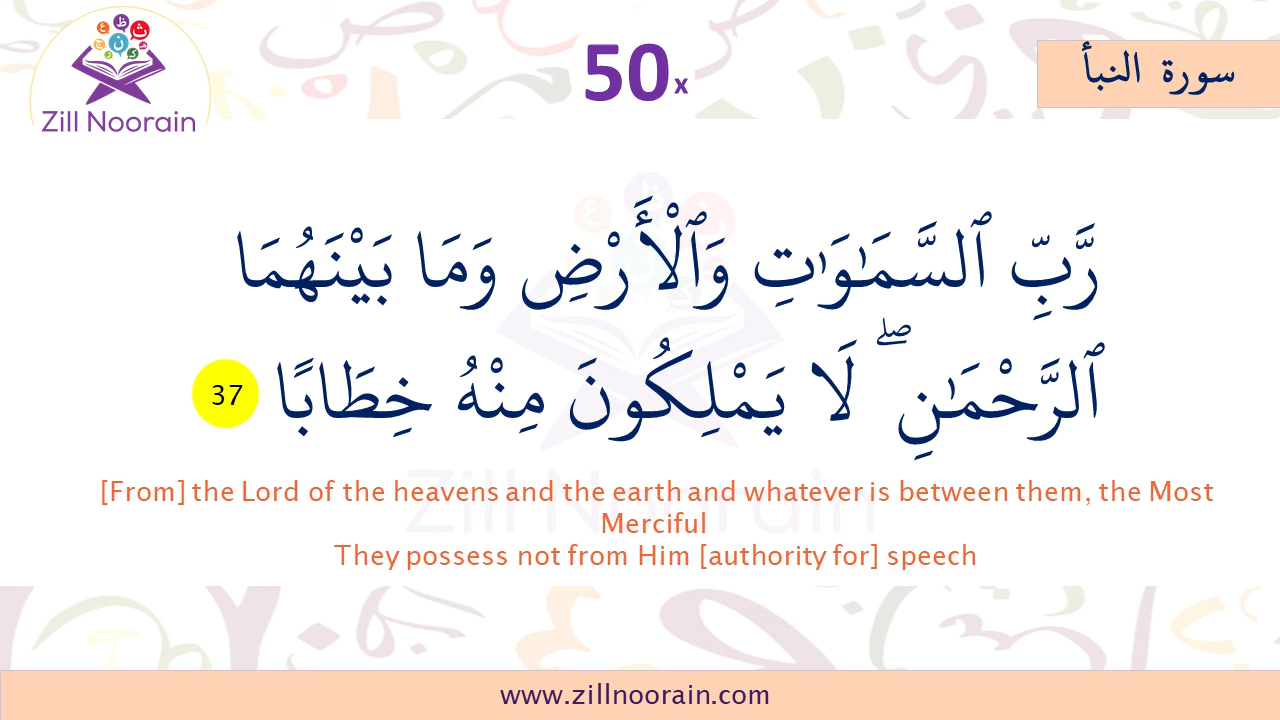 Zill Noorain
50x
سورة النبأ
رَّبِّ ٱلسَّمَـٰوَٰتِ وَٱلْأَرْضِ وَمَا بَيْنَهُمَا
ٱلرَّحْمَـٰنِ ۖ لَا يَمْلِكُونَ مِنْهُ خِطَابًا 37
[From] the Lord of the heavens and the earth and whatever is between them, the Most
Merciful
They possess not from Him [authority for] speech
www.zillnoorain.com